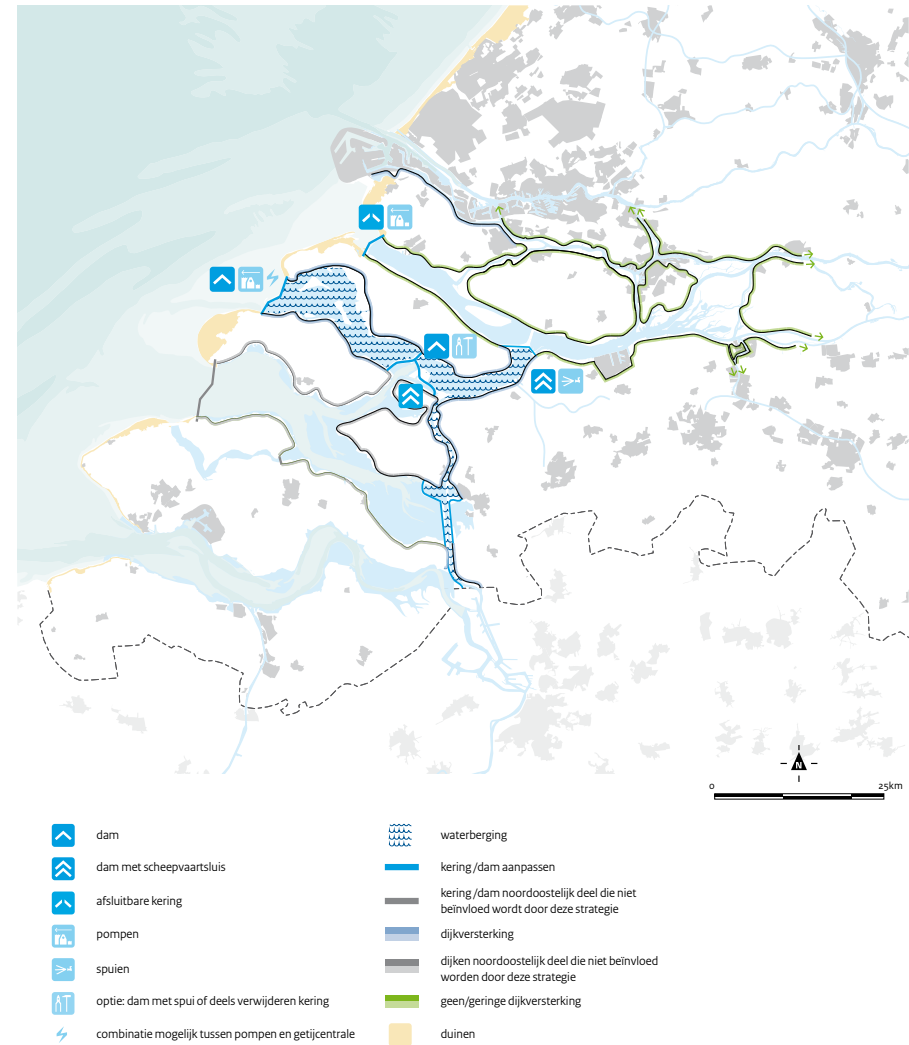 N
0 25km
dam
dam met scheepvaartsluis
afsluitbare kering
pompen
spuien
optie: dam met spui of deels verwijderen kering
combinatie mogelijk tussen pompen en getijcentrale
waterberging
kering/dam aanpassen
kering/dam noordoostelijk deel die niet
beïnvloed wordt door deze strategie
dijkversterking
dijken noordoostelijk deel die niet beïnvloed
worden door deze strategie
geen/geringe dijkversterking
duinen